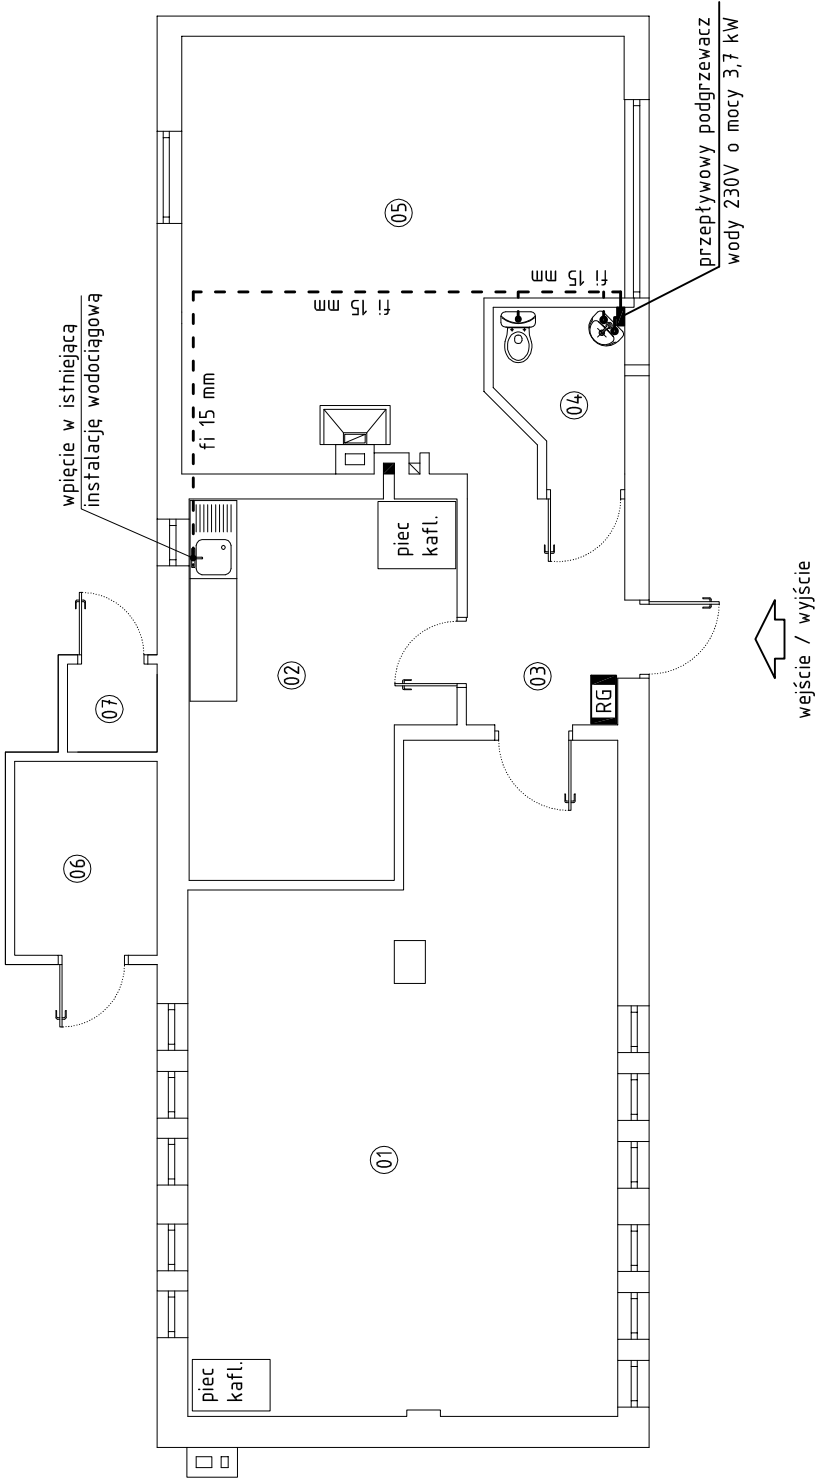 przepływowy podgrzewacz
wody 230V o mocy 3,7 kW
wpięcie w istniejącą
instalację wodociągową
05
fi 15 mm
fi 15 mm
fi 15 mm
04
piec
kafl.
02
03
RG
07
06
wejście / wyjście
01
piec
kafl.